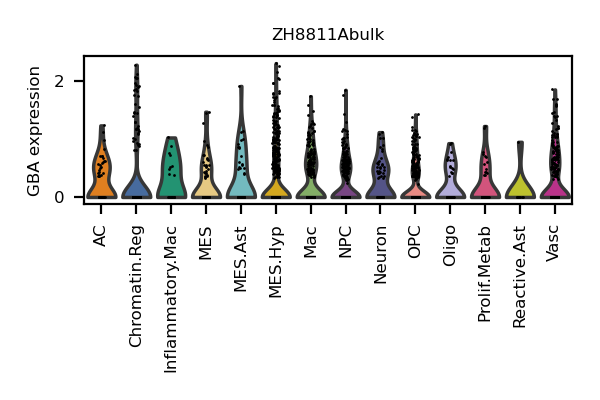 ZH8811Abulk
GBA expression
2
0
AC
Chromatin.Reg
Inflammatory.Mac
MES
MES.Ast
MES.Hyp
Mac
NPC
Neuron
OPC
Oligo
Prolif.Metab
Reactive.Ast
Vasc